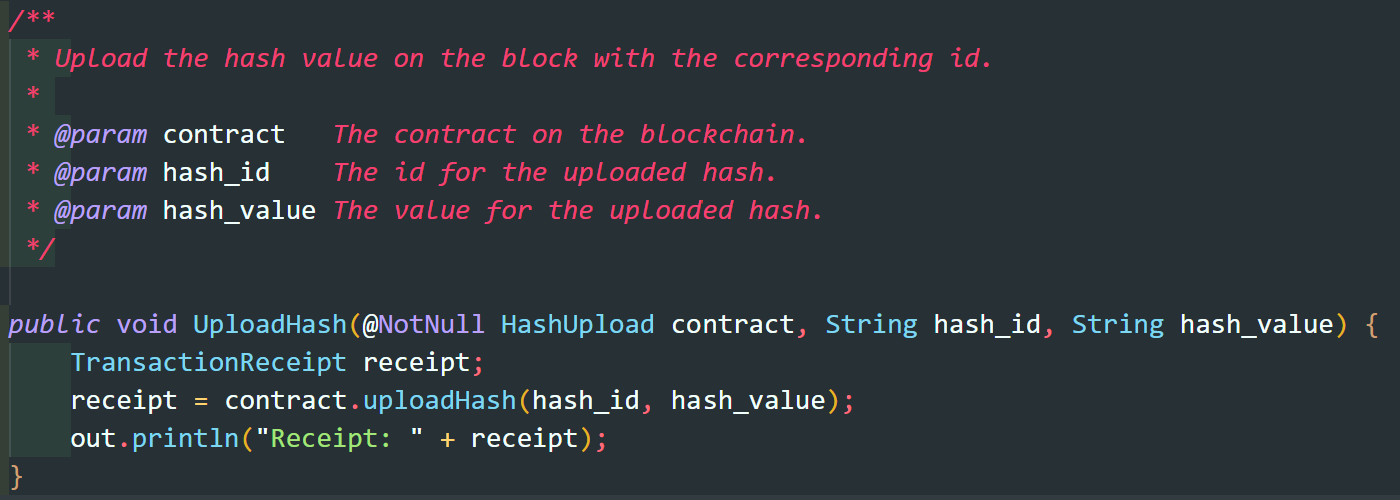 /**
 * Upload the hash value on the block with the corresponding id.
 *
 * @param contract   The contract on the blockchain.
 * @param hash_id    The id for the uploaded hash.
 * @param hash_value The value for the uploaded hash.
 */
public void UploadHash(@NotNull HashUpload contract, String hash_id, String hash_value) {
    TransactionReceipt receipt;
    receipt = contract.uploadHash(hash_id, hash_value);
    out.println("Receipt: " + receipt);
}